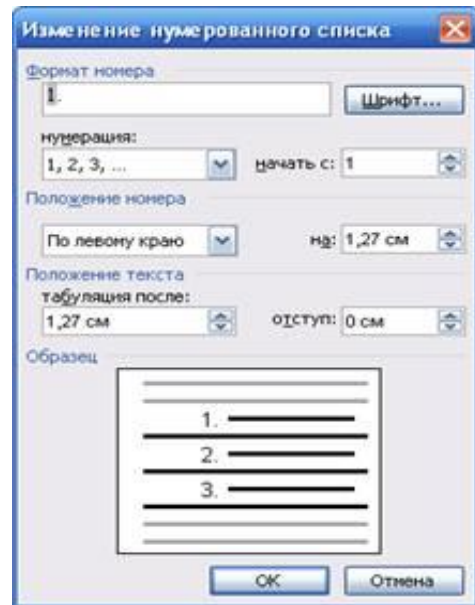 Изменение нумерованного списка
Формат номера
1.
Шрифт...
нумерация:
1, 2, 3, ... начать с: 1
Положение номера
По левому краю на: 1,27 см
Положение текста
табуляция после:
1,27 см отступ: 0 см
Образец
1.
2.
3.
ОК Отмена